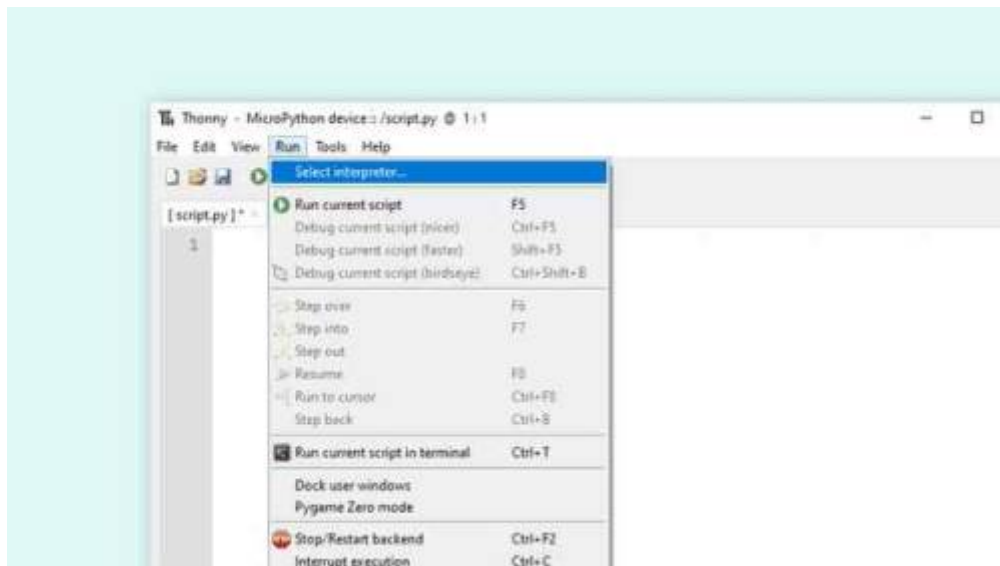 Thonny - MicroPython device :: /script.py @ 1 : 1
File Edit View Run Tools Help
Select interpreter...
[ script.py ] *
Run current script F5
Debug current script (nicer) Ctrl+F5
Debug current script (faster) Shift+F5
Debug current script (birdseye) Ctrl+Shift+B
1
Step over F6
Step into F7
Step out
Resume F8
Run to cursor Ctrl+F8
Step back Ctrl+B
Run current script in terminal Ctrl+T
Dock user windows
Pygame Zero mode
Stop/Restart backend Ctrl+F2
Interrupt execution Ctrl+C